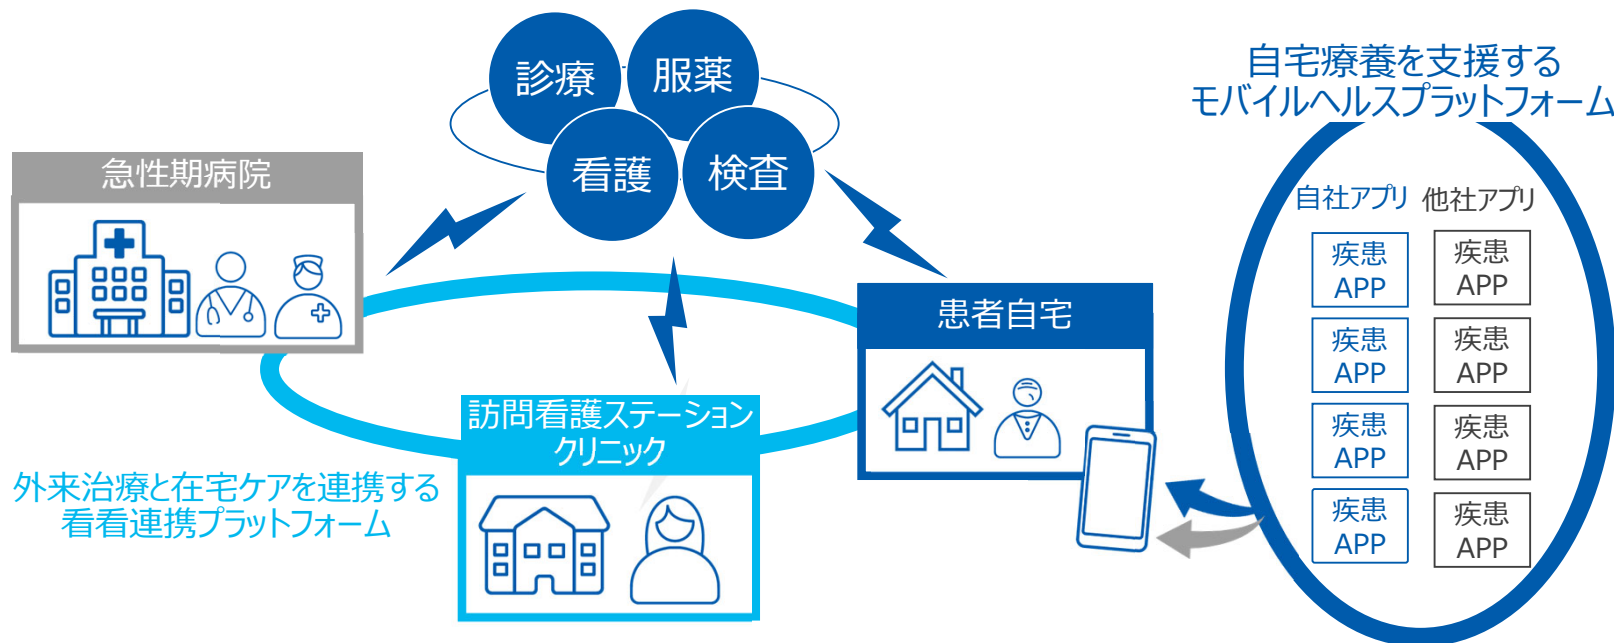 診療
服薬
看護
検査
急性期病院
訪問看護ステーション
クリニック
患者自宅
外来治療と在宅ケアを連携する
看看連携プラットフォーム
自宅療養を支援する
モバイルヘルスプラットフォーム
自社アプリ 他社アプリ
疾患
APP
疾患
APP
疾患
APP
疾患
APP
疾患
APP
疾患
APP
疾患
APP
疾患
APP